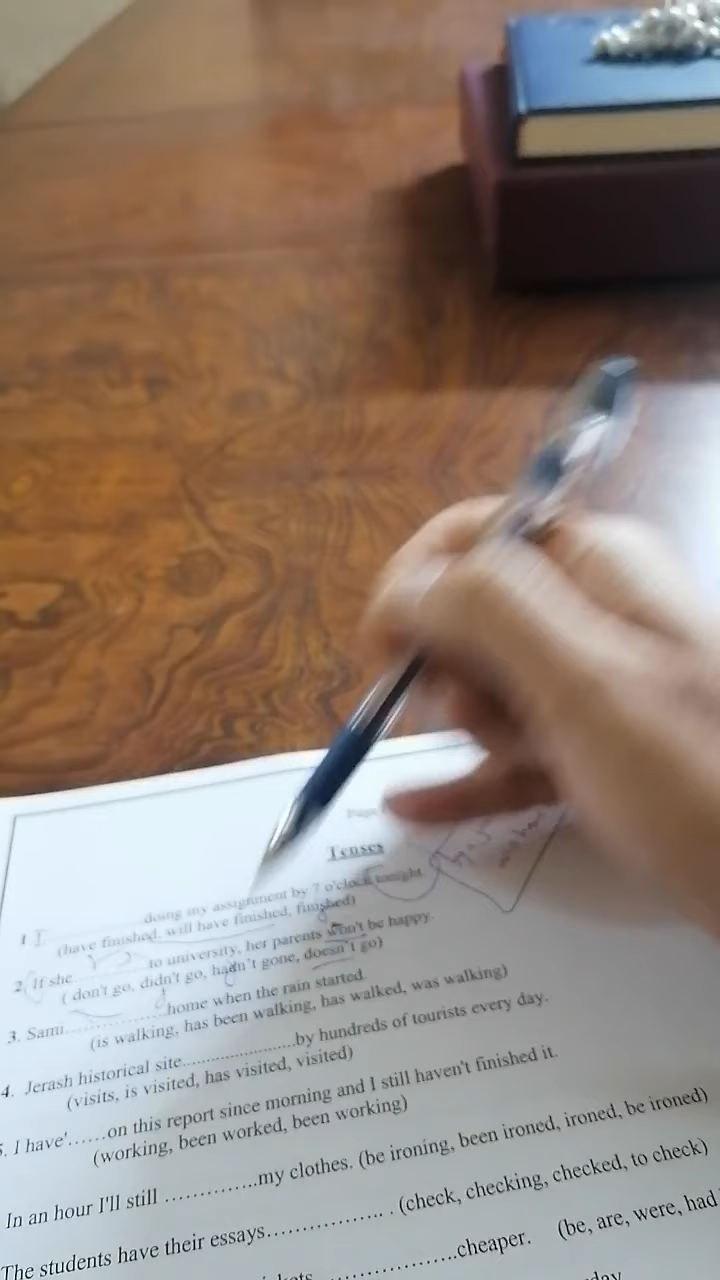 Tenses
1 I doing my assignment by 7 o'clock tonight
(have finished, will have finished, finished)
2. If she to university, her parents won't be happy.
( don't go, didn't go, hadn't gone, doesn't go)
3. Sami..............home when the rain started.
(is walking, has been walking, has walked, was walking)
4. Jerash historical site......................by hundreds of tourists every day.
(visits, is visited, has visited, visited)
5. I have'......on this report since morning and I still haven't finished it.
(working, been worked, been working)
In an hour I'll still ..............my clothes. (be ironing, been ironed, ironed, be ironed)
The students have their essays................. . (check, checking, checked, to check)
..................cheaper. (be, are, were, had